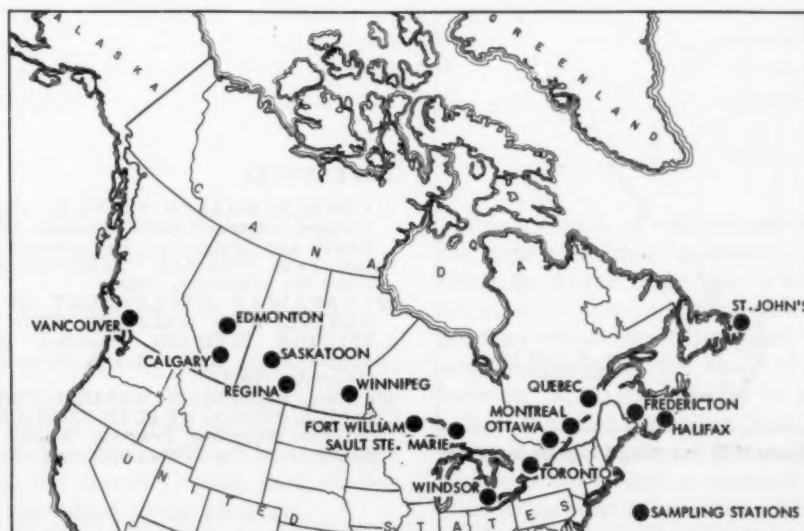 ALASKA
GREENLAND
CANADA
ST. JOHN'S
VANCOUVER
EDMONTON
CALGARY
SASKATOON
REGINA
WINNIPEG
QUEBEC
FREDERICTON
MONTREAL
HALIFAX
FORT WILLIAM
OTTAWA
SAULT STE. MARIE
TORONTO
WINDSOR
UNITED STATES
SAMPLING STATIONS